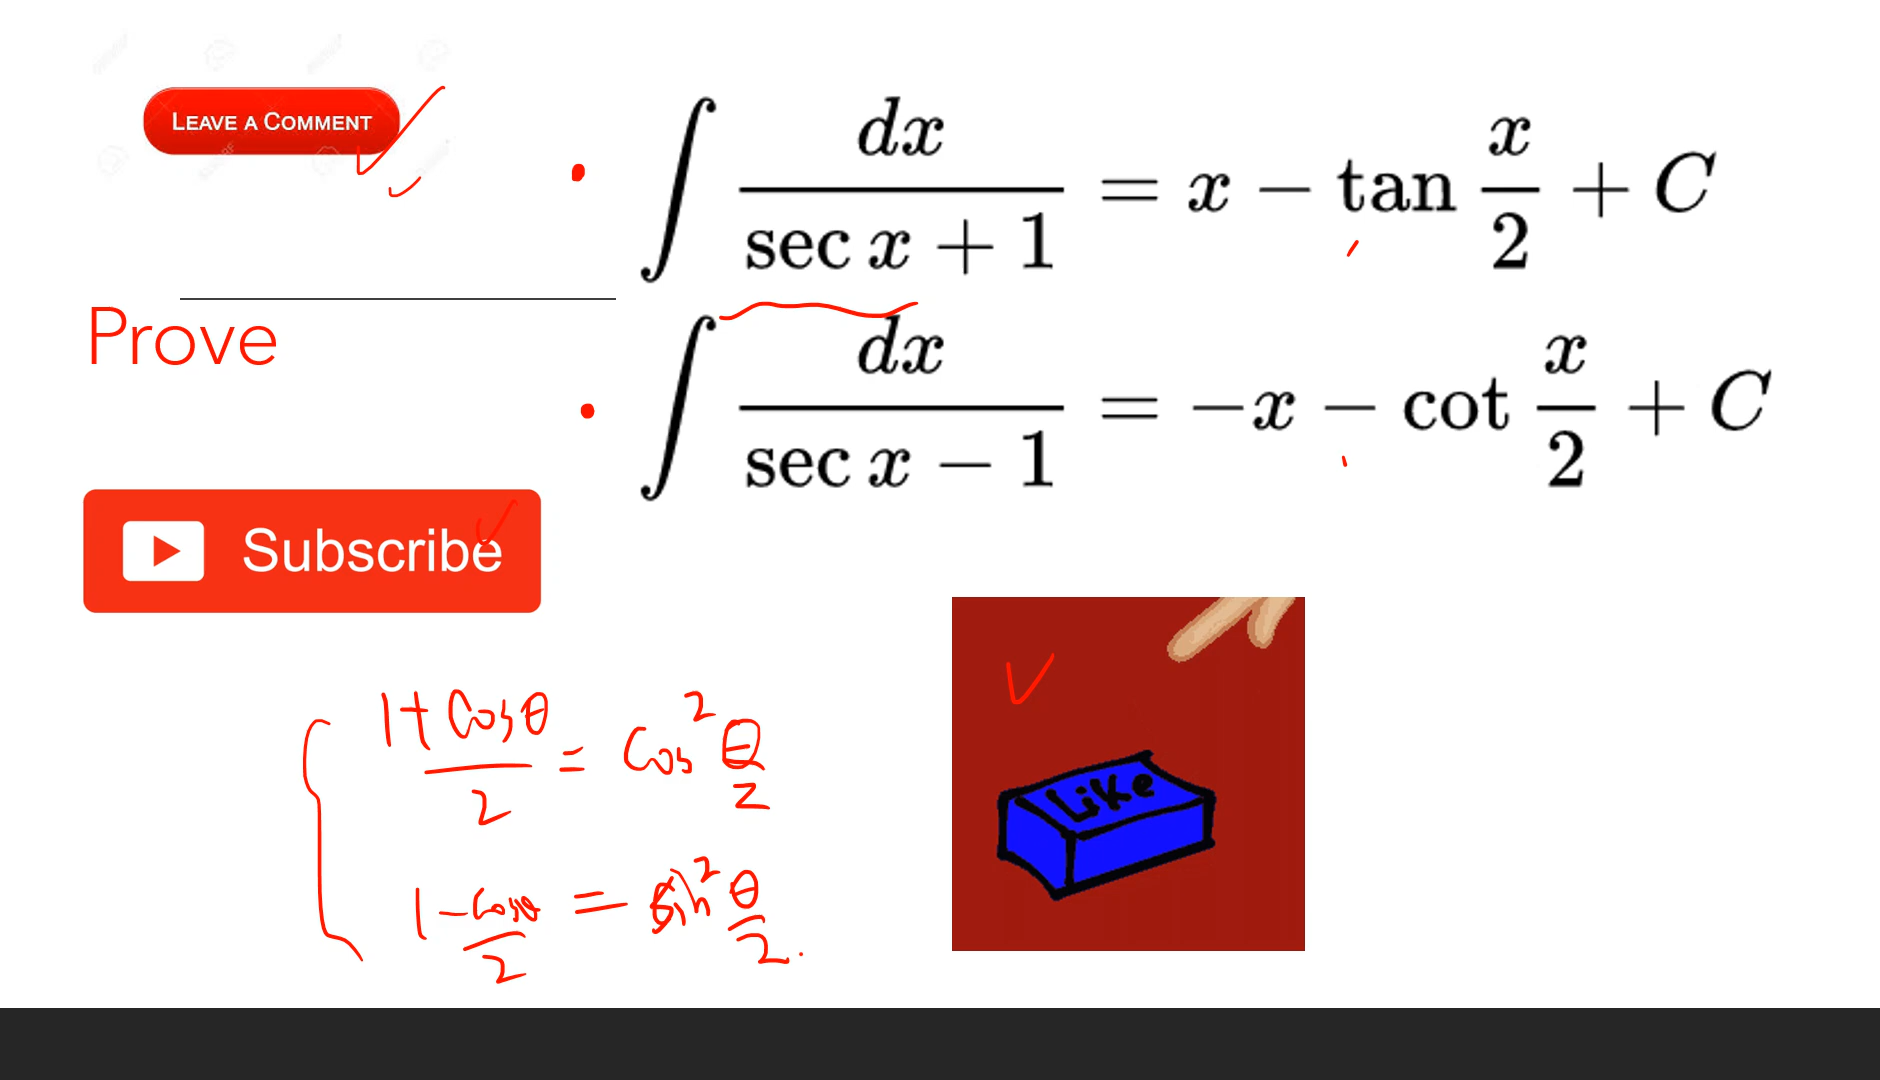 LEAVE A COMMENT
∫ dx / (sec x + 1) = x − tan x/2 + C
Prove
∫ dx / (sec x − 1) = −x − cot x/2 + C
Subscribe
(1 + Cosθ)/2 = Cos² θ/2
Like
(1 − Cosθ)/2 = Sin² θ/2.